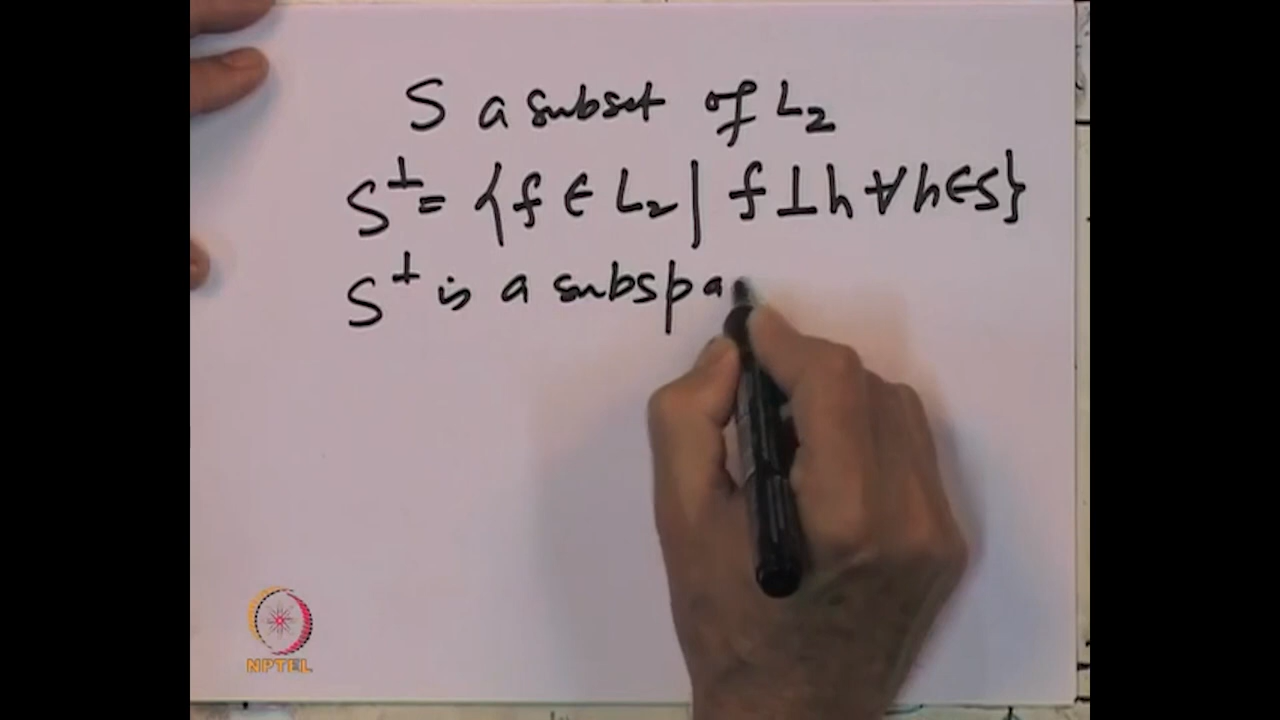 S a subset of L₂
S^⊥ = {f ∈ L₂ | f ⊥ h ∀ h ∈ S}
S^⊥ is a subspa
NPTEL